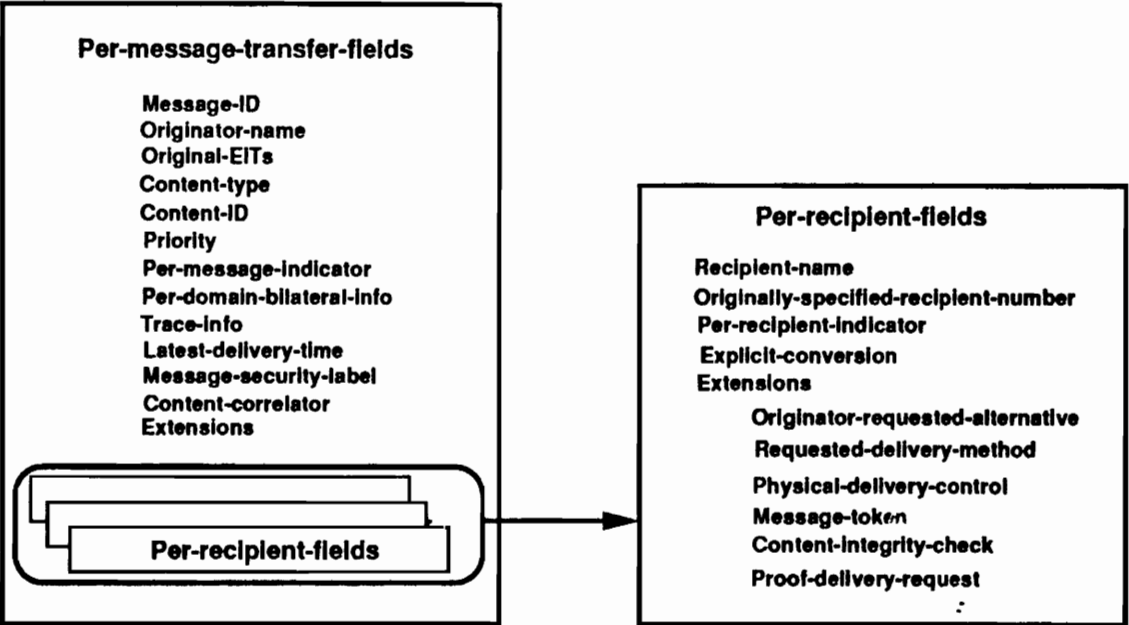 Per-message-transfer-fields
Message-ID
Originator-name
Original-EITs
Content-type
Content-ID
Priority
Per-message-indicator
Per-domain-bilateral-info
Trace-info
Latest-delivery-time
Message-security-label
Content-correlator
Extensions
Per-recipient-fields
Per-recipient-fields
Recipient-name
Originally-specified-recipient-number
Per-recipient-indicator
Explicit-conversion
Extensions
Originator-requested-alternative
Requested-delivery-method
Physical-delivery-control
Message-token
Content-integrity-check
Proof-delivery-request
: